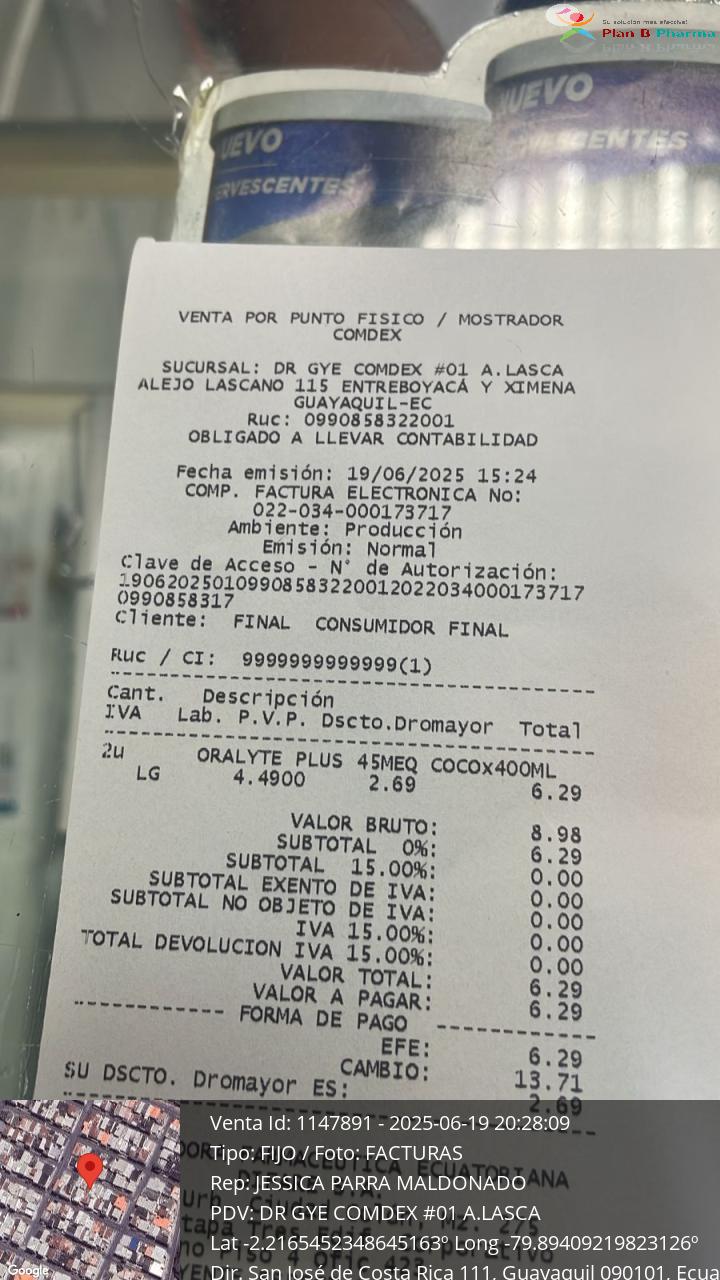 Su solución más efectiva!
Plan B Pharma
NUEVO
UEVO
ERVESCENTES
VENTA POR PUNTO FISICO / MOSTRADOR
COMDEX
SUCURSAL: DR GYE COMDEX #01 A.LASCA
ALEJO LASCANO 115 ENTREBOYACÁ Y XIMENA
GUAYAQUIL-EC
Ruc: 0990858322001
OBLIGADO A LLEVAR CONTABILIDAD
Fecha emisión: 19/06/2025 15:24
COMP. FACTURA ELECTRONICA No:
022-034-000173717
Ambiente: Producción
Emisión: Normal
Clave de Acceso - N° de Autorización:
190620250109908583220012022034000173717
0990858317
Cliente: FINAL CONSUMIDOR FINAL
Ruc / CI: 9999999999999(1)
Cant. Descripción
IVA Lab. P.V.P. Dscto.Dromayor Total
2u ORALYTE PLUS 45MEQ COCOx400ML
LG 4.4900 2.69 6.29
VALOR BRUTO: 8.98
SUBTOTAL 0%: 6.29
SUBTOTAL 15.00%: 0.00
SUBTOTAL EXENTO DE IVA: 0.00
SUBTOTAL NO OBJETO DE IVA: 0.00
IVA 15.00%: 0.00
TOTAL DEVOLUCION IVA 15.00%: 0.00
VALOR TOTAL: 6.29
VALOR A PAGAR: 6.29
FORMA DE PAGO
EFE: 6.29
CAMBIO: 13.71
SU DSCTO. Dromayor ES: 2.69
ECUATORIANA
Venta Id: 1147891 - 2025-06-19 20:28:09
Tipo: FIJO / Foto: FACTURAS
Rep: JESSICA PARRA MALDONADO
PDV: DR GYE COMDEX #01 A.LASCA
Lat -2.2165452348645163º Long -79.89409219823126º
Dir. San José de Costa Rica 111, Guayaquil 090101, Ecua
Google